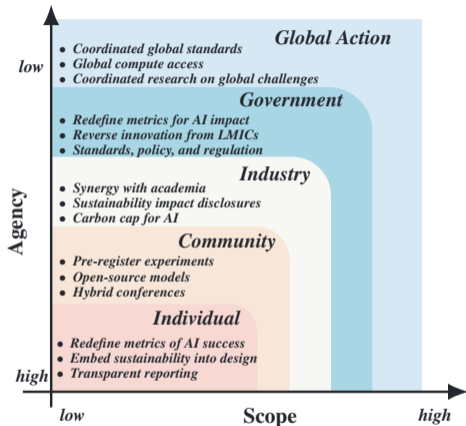 Global Action
• Coordinated global standards
• Global compute access
• Coordinated research on global challenges
Government
• Redefine metrics for AI impact
• Reverse innovation from LMICs
• Standards, policy, and regulation
Industry
• Synergy with academia
• Sustainability impact disclosures
• Carbon cap for AI
Community
• Pre-register experiments
• Open-source models
• Hybrid conferences
Individual
• Redefine metrics of AI success
• Embed sustainability into design
• Transparent reporting
low
Agency
high
low
Scope
high